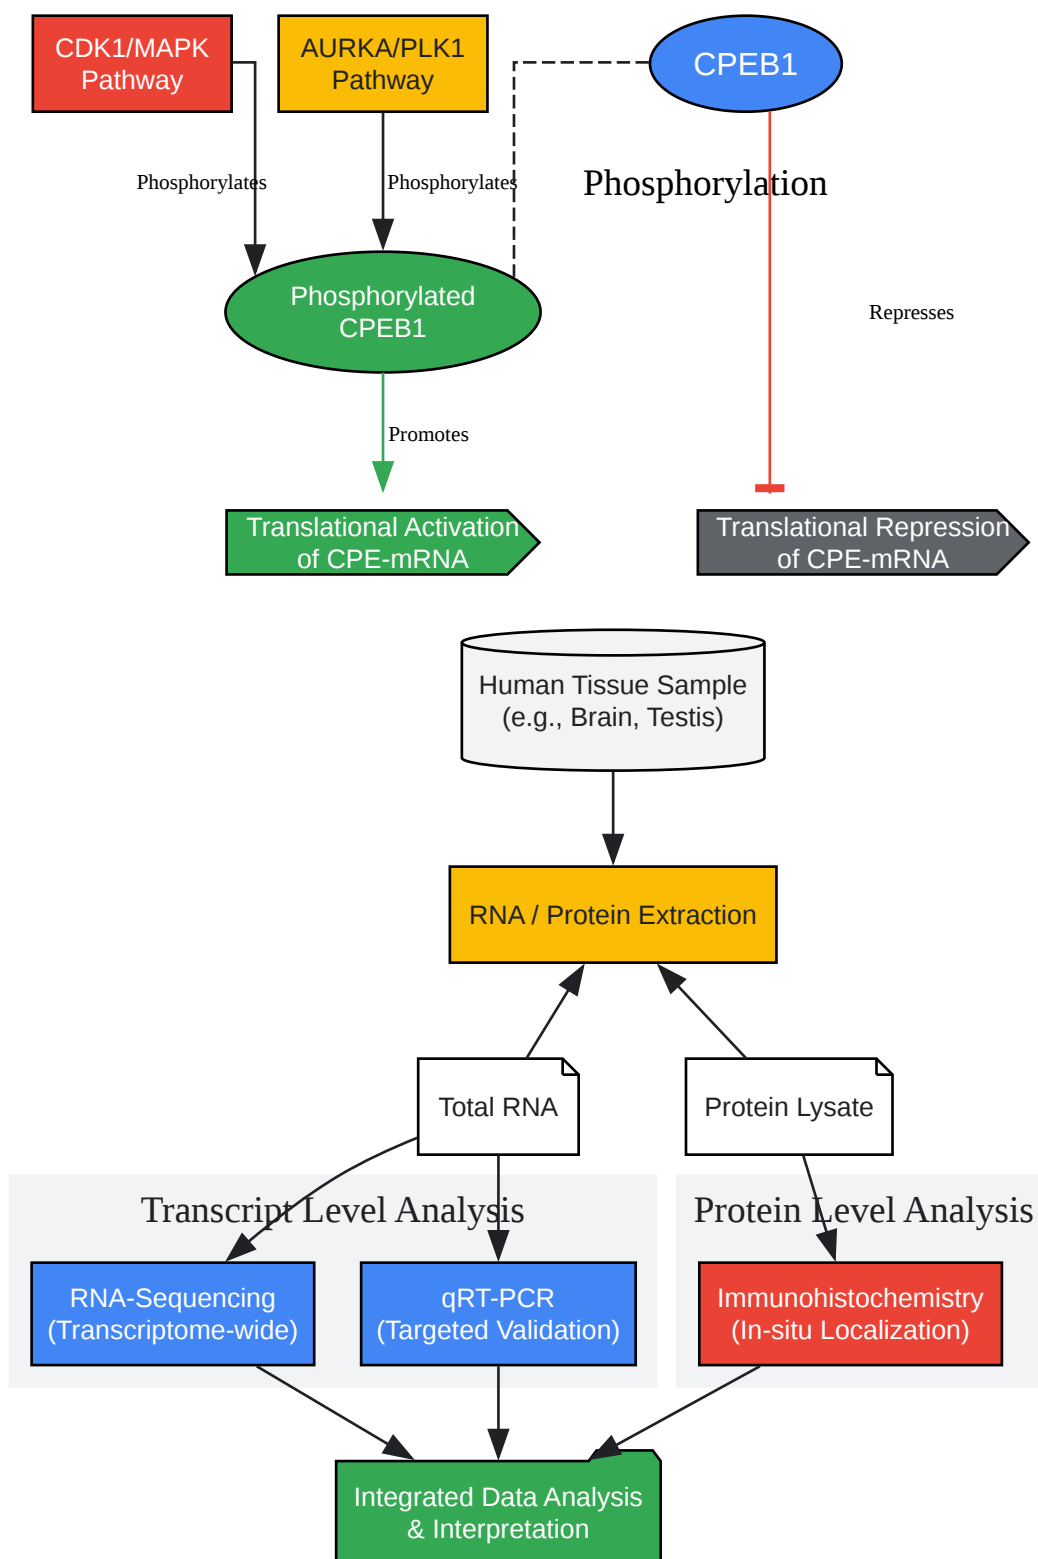 CDK1/MAPK
Pathway
AURKA/PLK1
Pathway
CPEB1
Phosphorylates
Phosphorylates
Phosphorylation
Phosphorylated
CPEB1
Represses
Promotes
Translational Activation
of CPE-mRNA
Translational Repression
of CPE-mRNA
Human Tissue Sample
(e.g., Brain, Testis)
RNA / Protein Extraction
Total RNA
Protein Lysate
Transcript Level Analysis
Protein Level Analysis
RNA-Sequencing
(Transcriptome-wide)
qRT-PCR
(Targeted Validation)
Immunohistochemistry
(In-situ Localization)
Integrated Data Analysis
& Interpretation